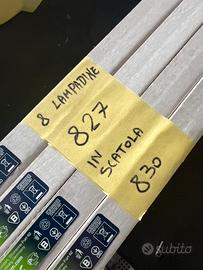 8 LAMPADINE
827
IN
SCATOLA
830
subito